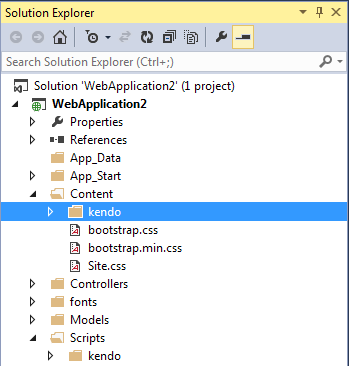 Solution Explorer
Search Solution Explorer (Ctrl+;)
Solution 'WebApplication2' (1 project)
WebApplication2
Properties
References
App_Data
App_Start
Content
kendo
bootstrap.css
bootstrap.min.css
Site.css
Controllers
fonts
Models
Scripts
kendo